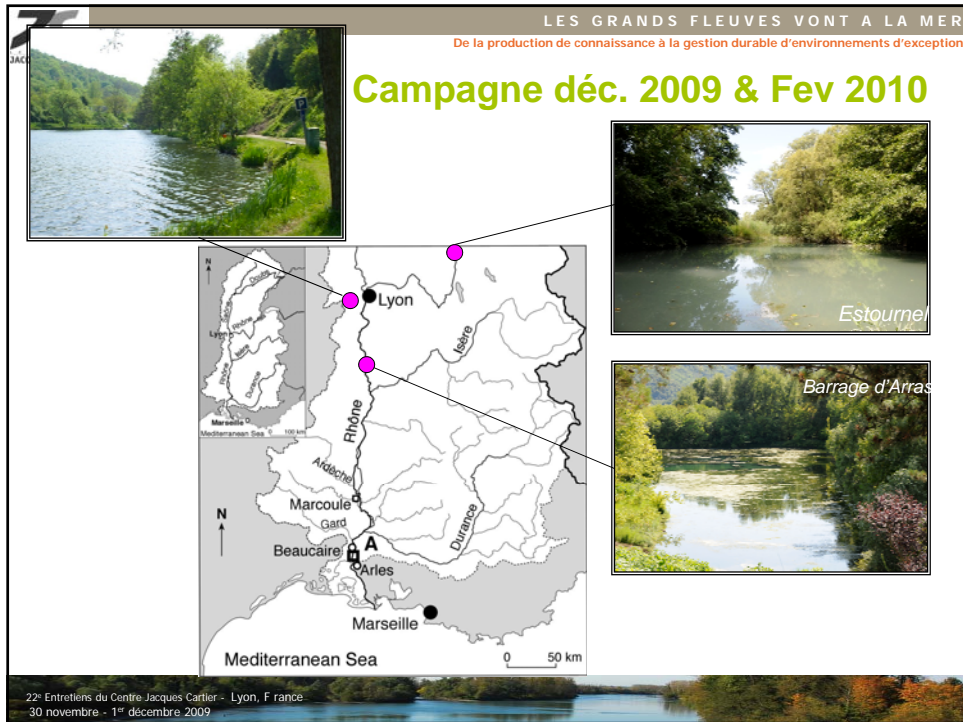 LES GRANDS FLEUVES VONT A LA MER
De la production de connaissance à la gestion durable d'environnements d'exception
Campagne déc. 2009 & Fev 2010
Estournel
Barrage d'Arras
N
Doubs
Lyon
Rhône
Isère
Rhône
Durance
Marseille
Mediterranean Sea
0 100 km
Lyon
Isère
Rhône
Ardèche
Marcoule
Gard
N
Beaucaire
A
Arles
Durance
Marseille
Mediterranean Sea
0 50 km
22e Entretiens du Centre Jacques Cartier - Lyon, F rance
30 novembre - 1er décembre 2009